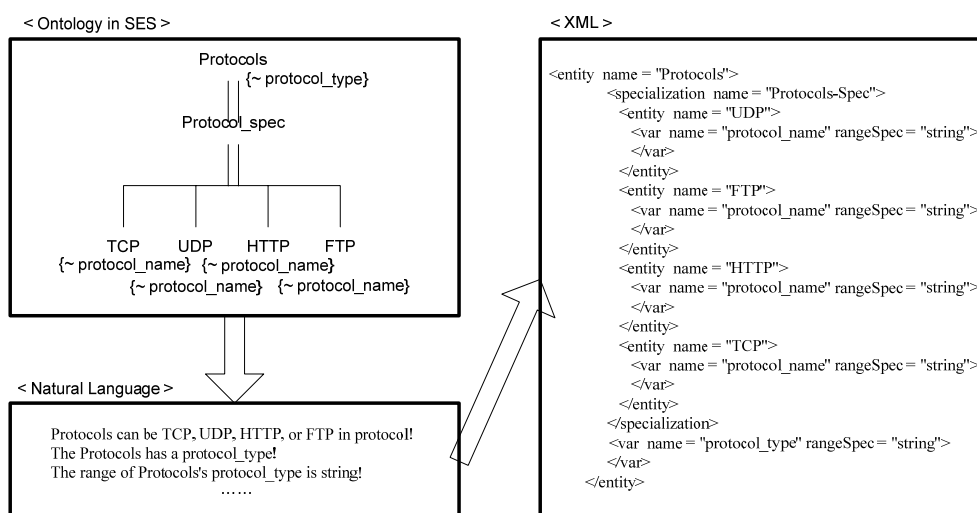 < Ontology in SES >
Protocols
{~ protocol_type}
Protocol_spec
TCP UDP HTTP FTP
{~ protocol_name} {~ protocol_name}
{~ protocol_name} {~ protocol_name}
< Natural Language >
Protocols can be TCP, UDP, HTTP, or FTP in protocol!
The Protocols has a protocol_type!
The range of Protocols's protocol_type is string!
……
< XML >
<entity name = "Protocols">
<specialization name = "Protocols-Spec">
<entity name = "UDP">
<var name = "protocol_name" rangeSpec = "string">
</var>
</entity>
<entity name = "FTP">
<var name = "protocol_name" rangeSpec = "string">
</var>
</entity>
<entity name = "HTTP">
<var name = "protocol_name" rangeSpec = "string">
</var>
</entity>
<entity name = "TCP">
<var name = "protocol_name" rangeSpec = "string">
</var>
</entity>
</specialization>
<var name = "protocol_type" rangeSpec = "string">
</var>
</entity>